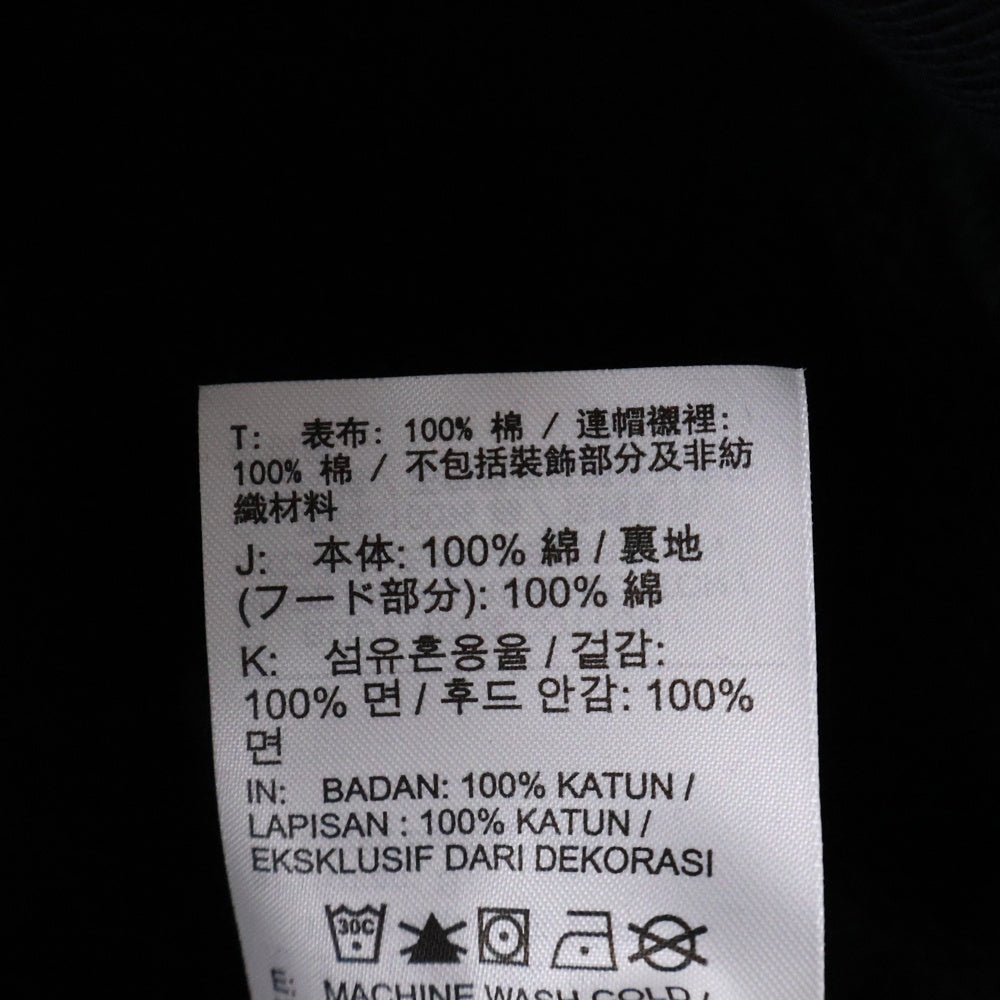 T: 表布: 100% 棉 / 連帽襯裡:
100% 棉 / 不包括裝飾部分及非紡
織材料
J: 本体: 100% 綿 / 裏地
(フード部分): 100% 綿
K: 섬유혼용율 / 겉감:
100% 면 / 후드 안감: 100%
면
IN: BADAN: 100% KATUN /
LAPISAN : 100% KATUN /
EKSKLUSIF DARI DEKORASI
30C
E: MACHINE WASH COLD /